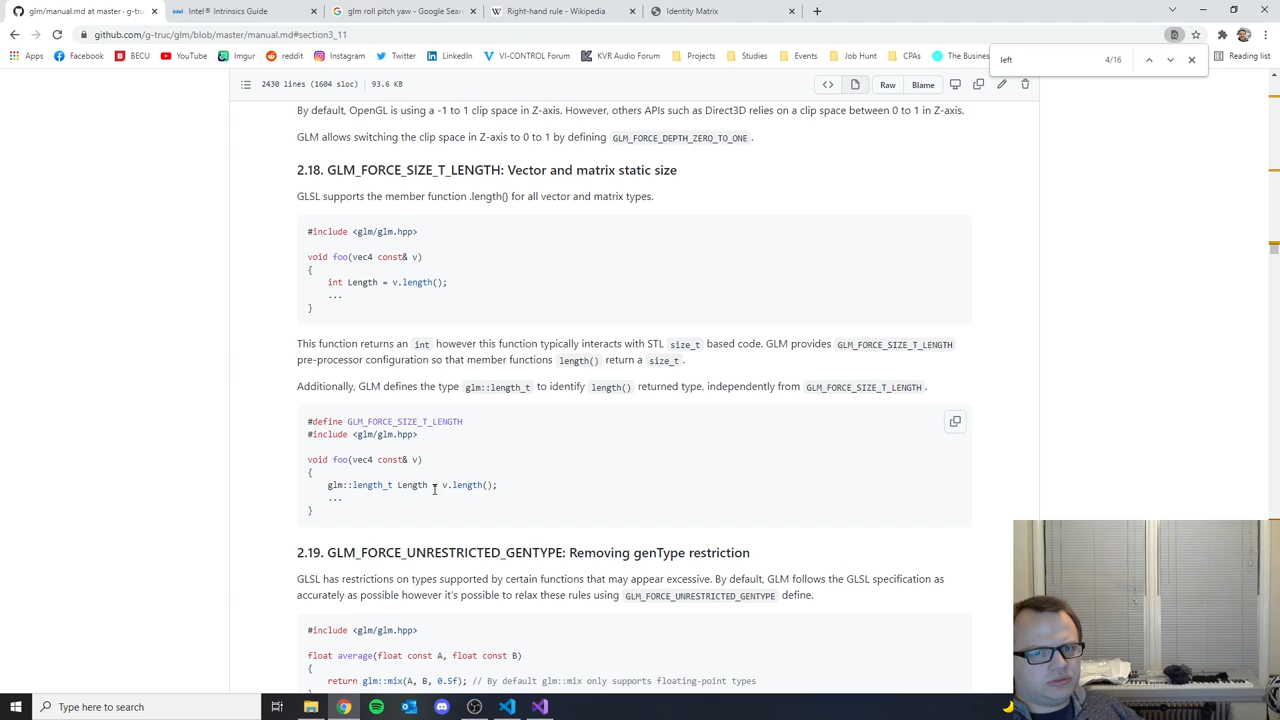 glm/manual.md at master · g-tru
Intel® Intrinsics Guide
glm roll pitch yaw - Google Sear
Right-hand rule - Wikipedia
Identity Matrix
github.com/g-truc/glm/blob/master/manual.md#section3_11
Apps
Facebook
BECU
YouTube
Imgur
reddit
Instagram
Twitter
LinkedIn
VI-CONTROL Forum
KVR Audio Forum
Projects
Studies
Events
Job Hunt
CPAs
The Business
Reading list
left
4/16
2430 lines (1604 sloc)
93.6 KB
Raw
Blame
By default, OpenGL is using a -1 to 1 clip space in Z-axis. However, others APIs such as Direct3D relies on a clip space between 0 to 1 in Z-axis.
GLM allows switching the clip space in Z-axis to 0 to 1 by defining GLM_FORCE_DEPTH_ZERO_TO_ONE.
2.18. GLM_FORCE_SIZE_T_LENGTH: Vector and matrix static size
GLSL supports the member function .length() for all vector and matrix types.
#include <glm/glm.hpp>
void foo(vec4 const& v)
{
int Length = v.length();
...
}
This function returns an int however this function typically interacts with STL size_t based code. GLM provides GLM_FORCE_SIZE_T_LENGTH
pre-processor configuration so that member functions length() return a size_t.
Additionally, GLM defines the type glm::length_t to identify length() returned type, independently from GLM_FORCE_SIZE_T_LENGTH.
#define GLM_FORCE_SIZE_T_LENGTH
#include <glm/glm.hpp>
void foo(vec4 const& v)
{
glm::length_t Length = v.length();
...
}
2.19. GLM_FORCE_UNRESTRICTED_GENTYPE: Removing genType restriction
GLSL has restrictions on types supported by certain functions that may appear excessive. By default, GLM follows the GLSL specification as
accurately as possible however it's possible to relax these rules using GLM_FORCE_UNRESTRICTED_GENTYPE define.
#include <glm/glm.hpp>
float average(float const A, float const B)
{
return glm::mix(A, B, 0.5f); // By default glm::mix only supports floating-point types
Type here to search